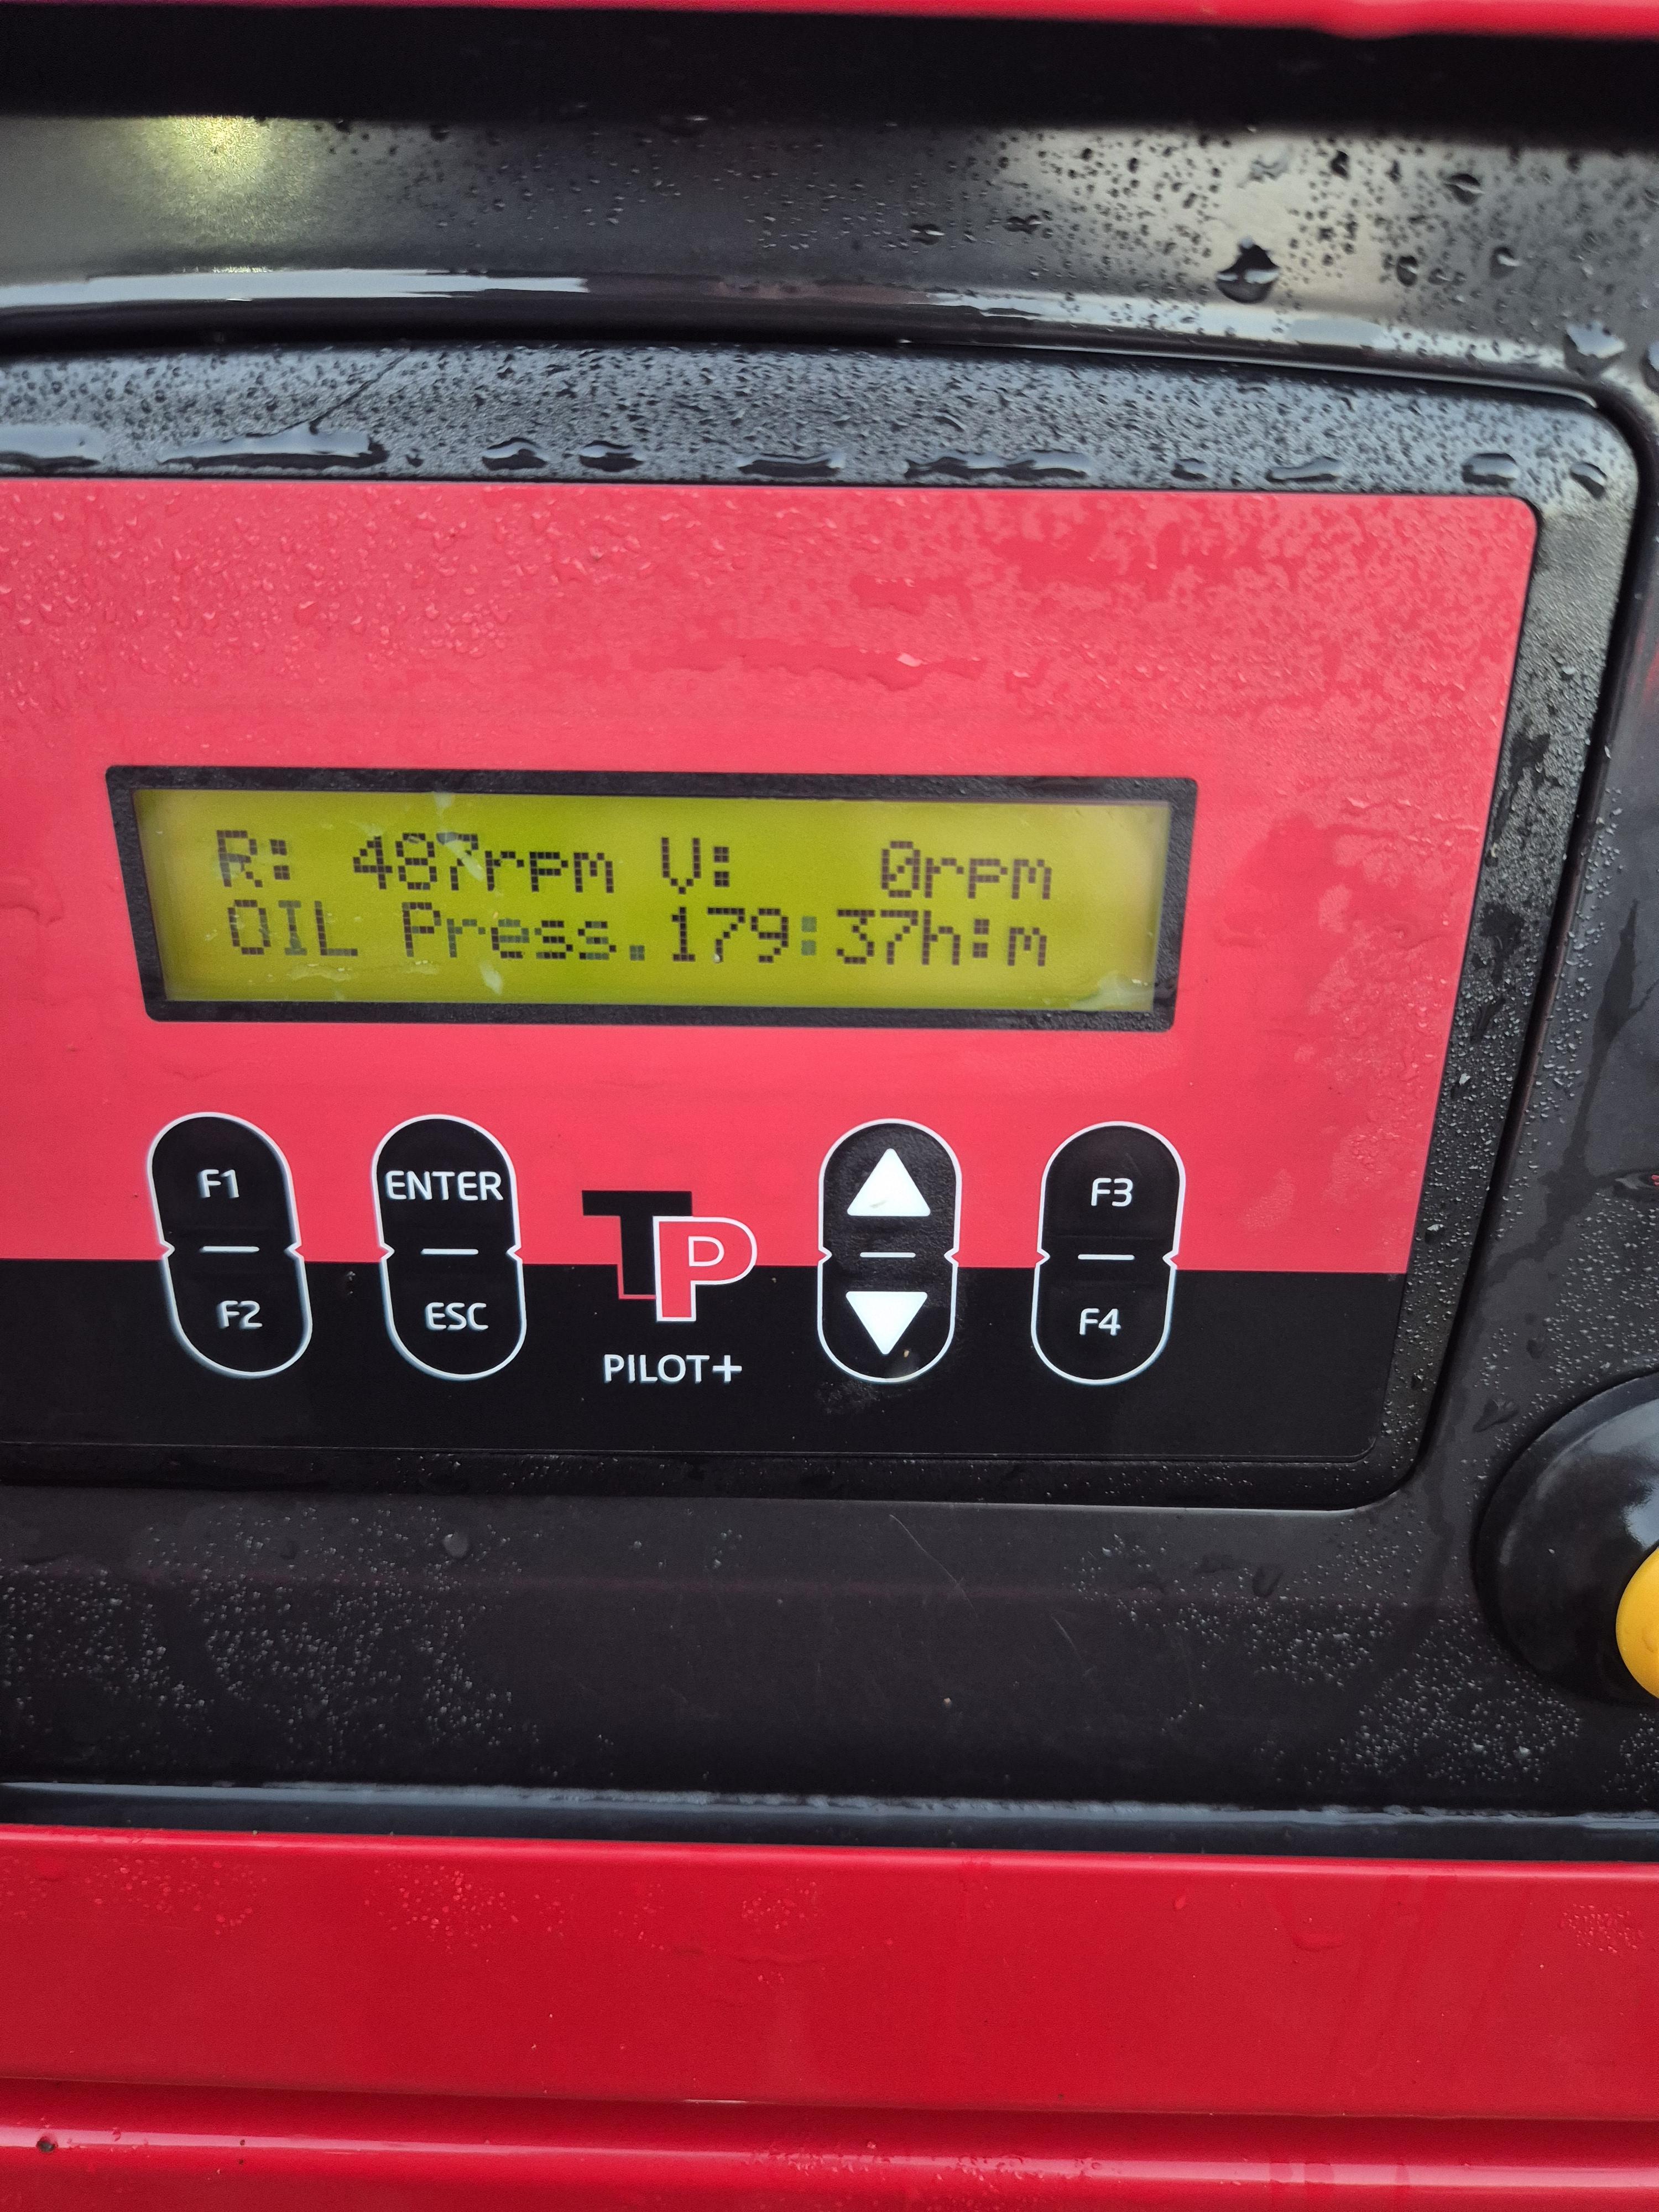 R: 487rpm V: 0rpm
OIL Press.179:37h:m
F1 ENTER F3
F2 ESC TP F4
PILOT+